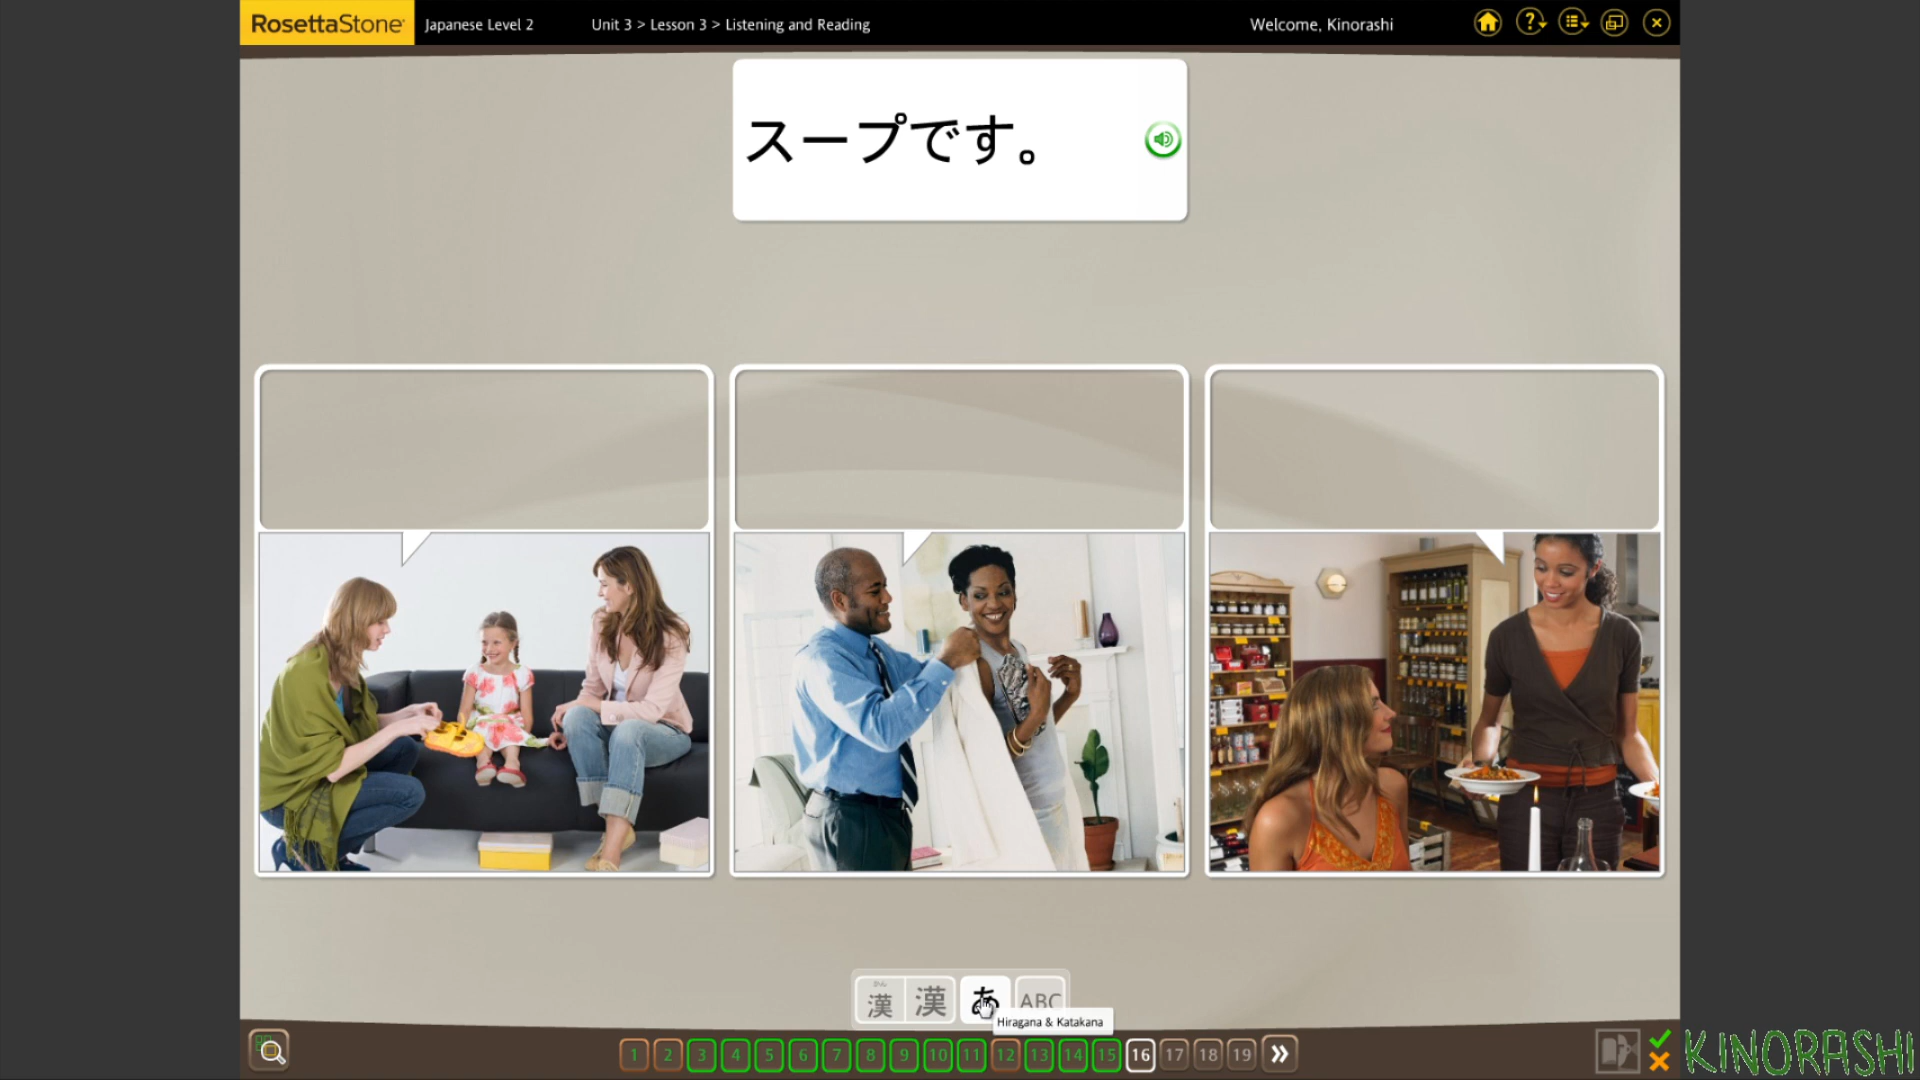 RosettaStone
Japanese Level 2
Unit 3 > Lesson 3 > Listening and Reading
Welcome, Kinorashi
スープです。
かん
漢
漢
あ
ABC
Hiragana & Katakana
1 2 3 4 5 6 7 8 9 10 11 12 13 14 15 16 17 18 19
KINORASHI